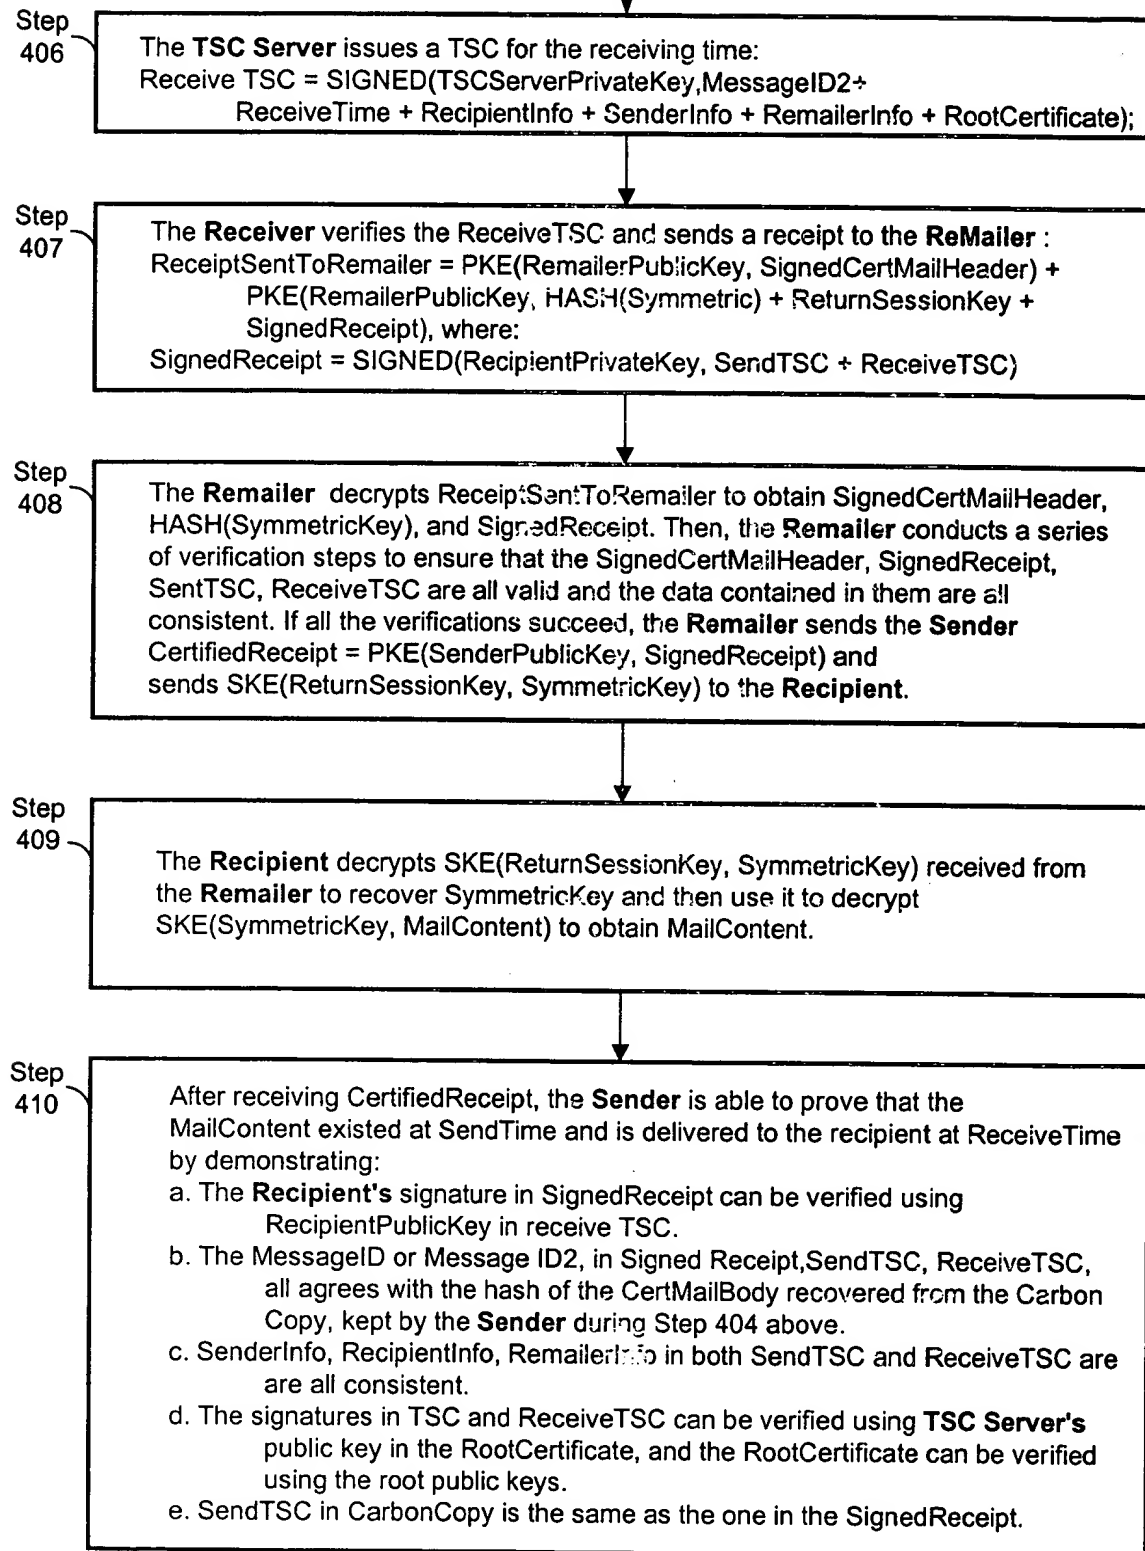 Step
406
The TSC Server issues a TSC for the receiving time:
Receive TSC = SIGNED(TSCServerPrivateKey,MessageID2+
ReceiveTime + RecipientInfo + SenderInfo + RemailerInfo + RootCertificate);
Step
407
The Receiver verifies the ReceiveTSC and sends a receipt to the ReMailer :
ReceiptSentToRemailer = PKE(RemailerPublicKey, SignedCertMailHeader) +
PKE(RemailerPublicKey, HASH(Symmetric) + ReturnSessionKey +
SignedReceipt), where:
SignedReceipt = SIGNED(RecipientPrivateKey, SendTSC + ReceiveTSC)
Step
408
The Remailer decrypts ReceiptSentToRemailer to obtain SignedCertMailHeader,
HASH(SymmetricKey), and SignedReceipt. Then, the Remailer conducts a series
of verification steps to ensure that the SignedCertMailHeader, SignedReceipt,
SentTSC, ReceiveTSC are all valid and the data contained in them are all
consistent. If all the verifications succeed, the Remailer sends the Sender
CertifiedReceipt = PKE(SenderPublicKey, SignedReceipt) and
sends SKE(ReturnSessionKey, SymmetricKey) to the Recipient.
Step
409
The Recipient decrypts SKE(ReturnSessionKey, SymmetricKey) received from
the Remailer to recover SymmetricKey and then use it to decrypt
SKE(SymmetricKey, MailContent) to obtain MailContent.
Step
410
After receiving CertifiedReceipt, the Sender is able to prove that the
MailContent existed at SendTime and is delivered to the recipient at ReceiveTime
by demonstrating:
a. The Recipient's signature in SignedReceipt can be verified using
RecipientPublicKey in receive TSC.
b. The MessageID or Message ID2, in Signed Receipt,SendTSC, ReceiveTSC,
all agrees with the hash of the CertMailBody recovered from the Carbon
Copy, kept by the Sender during Step 404 above.
c. SenderInfo, RecipientInfo, RemailerInfo in both SendTSC and ReceiveTSC are
are all consistent.
d. The signatures in TSC and ReceiveTSC can be verified using TSC Server's
public key in the RootCertificate, and the RootCertificate can be verified
using the root public keys.
e. SendTSC in CarbonCopy is the same as the one in the SignedReceipt.